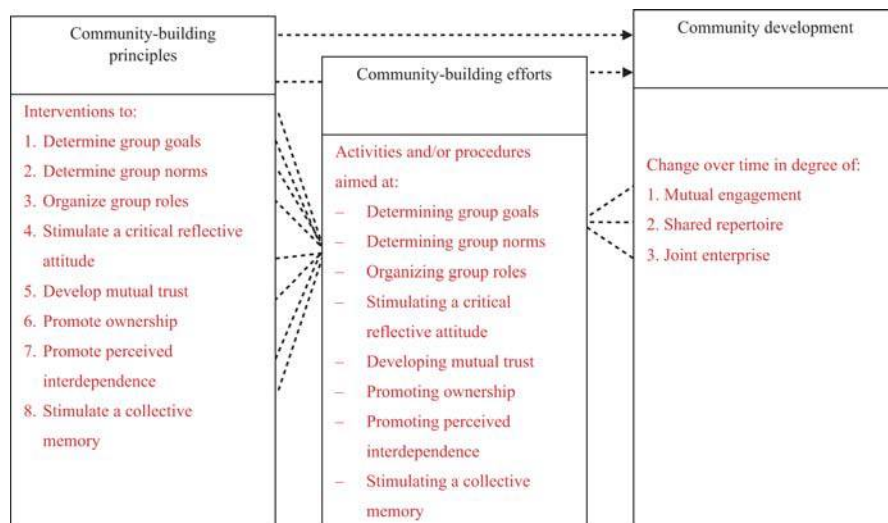 Community-building
principles
Interventions to:
1. Determine group goals
2. Determine group norms
3. Organize group roles
4. Stimulate a critical reflective
attitude
5. Develop mutual trust
6. Promote ownership
7. Promote perceived
interdependence
8. Stimulate a collective
memory
Community-building efforts
Activities and/or procedures
aimed at:
– Determining group goals
– Determining group norms
– Organizing group roles
– Stimulating a critical
reflective attitude
– Developing mutual trust
– Promoting ownership
– Promoting perceived
interdependence
– Stimulating a collective
memory
Community development
Change over time in degree of:
1. Mutual engagement
2. Shared repertoire
3. Joint enterprise